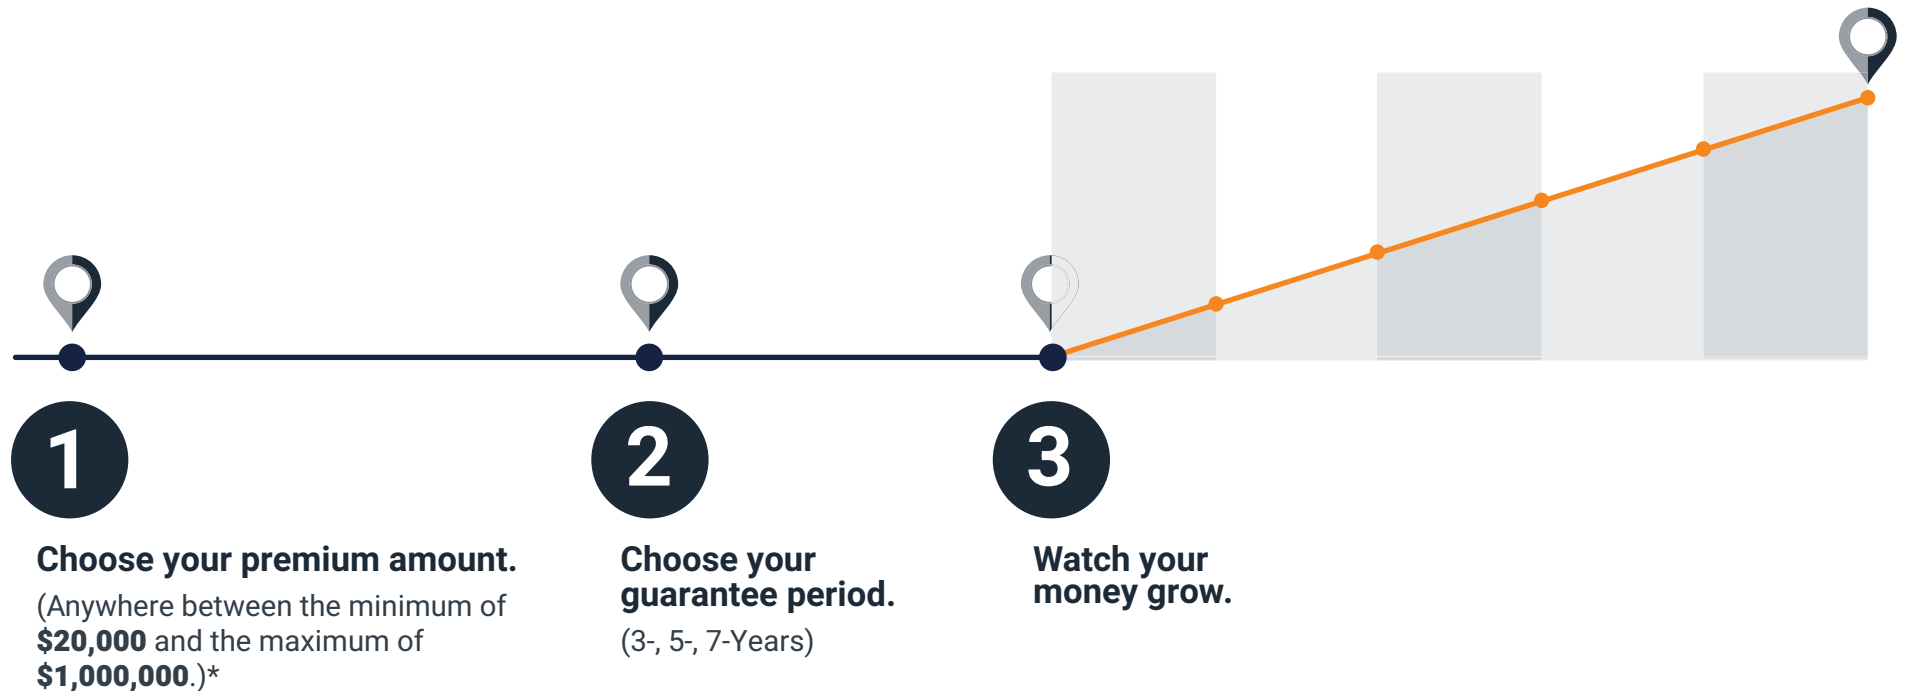 1
Choose your premium amount.
(Anywhere between the minimum of
$20,000 and the maximum of
$1,000,000.)*
2
Choose your
guarantee period.
(3-, 5-, 7-Years)
3
Watch your
money grow.